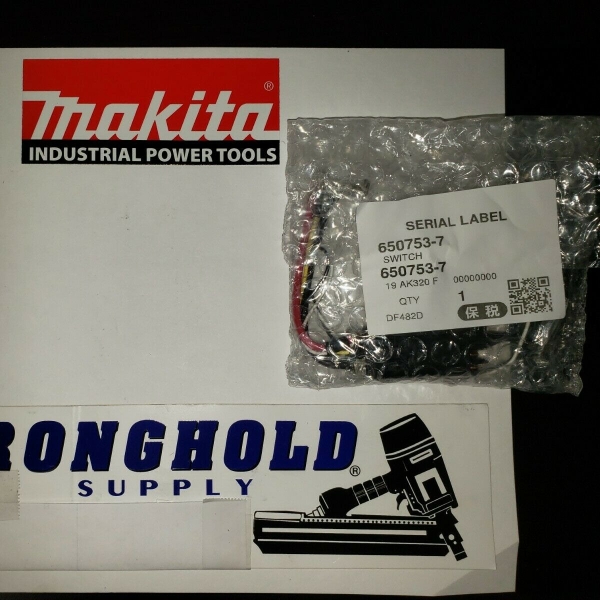 makita®
INDUSTRIAL POWER TOOLS
SERIAL LABEL
650753-7
SWITCH
650753-7
19 AK320 F 00000000
QTY 1
DF482D 保税
RONGHOLD®
SUPPLY